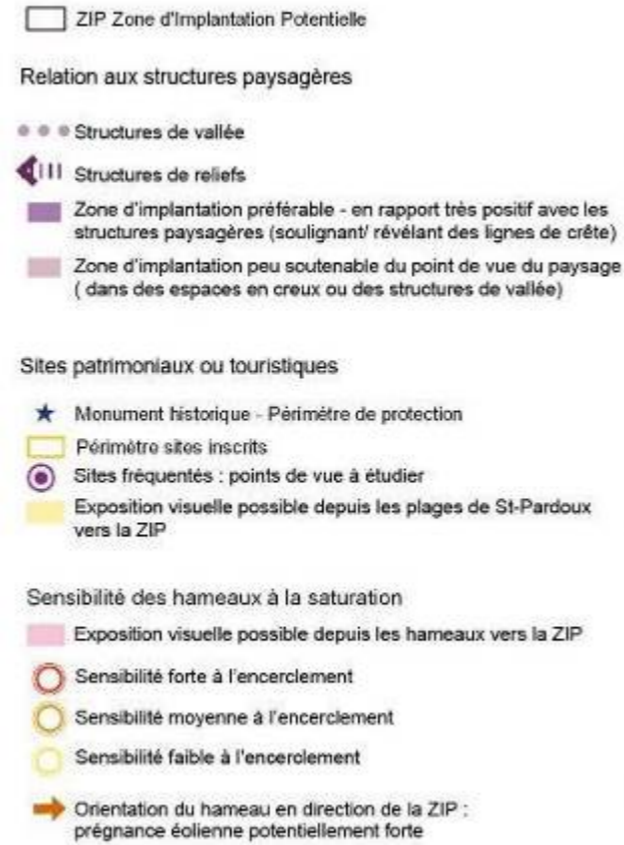 ZIP Zone d'Implantation Potentielle
Relation aux structures paysagères
Structures de vallée
Structures de reliefs
Zone d'implantation préférable - en rapport très positif avec les
structures paysagères (soulignant/ révélant des lignes de crête)
Zone d'implantation peu soutenable du point de vue du paysage
( dans des espaces en creux ou des structures de vallée)
Sites patrimoniaux ou touristiques
Monument historique - Périmètre de protection
Périmètre sites inscrits
Sites fréquentés : points de vue à étudier
Exposition visuelle possible depuis les plages de St-Pardoux
vers la ZIP
Sensibilité des hameaux à la saturation
Exposition visuelle possible depuis les hameaux vers la ZIP
Sensibilité forte à l'encerclement
Sensibilité moyenne à l'encerclement
Sensibilité faible à l'encerclement
Orientation du hameau en direction de la ZIP :
prégnance éolienne potentiellement forte